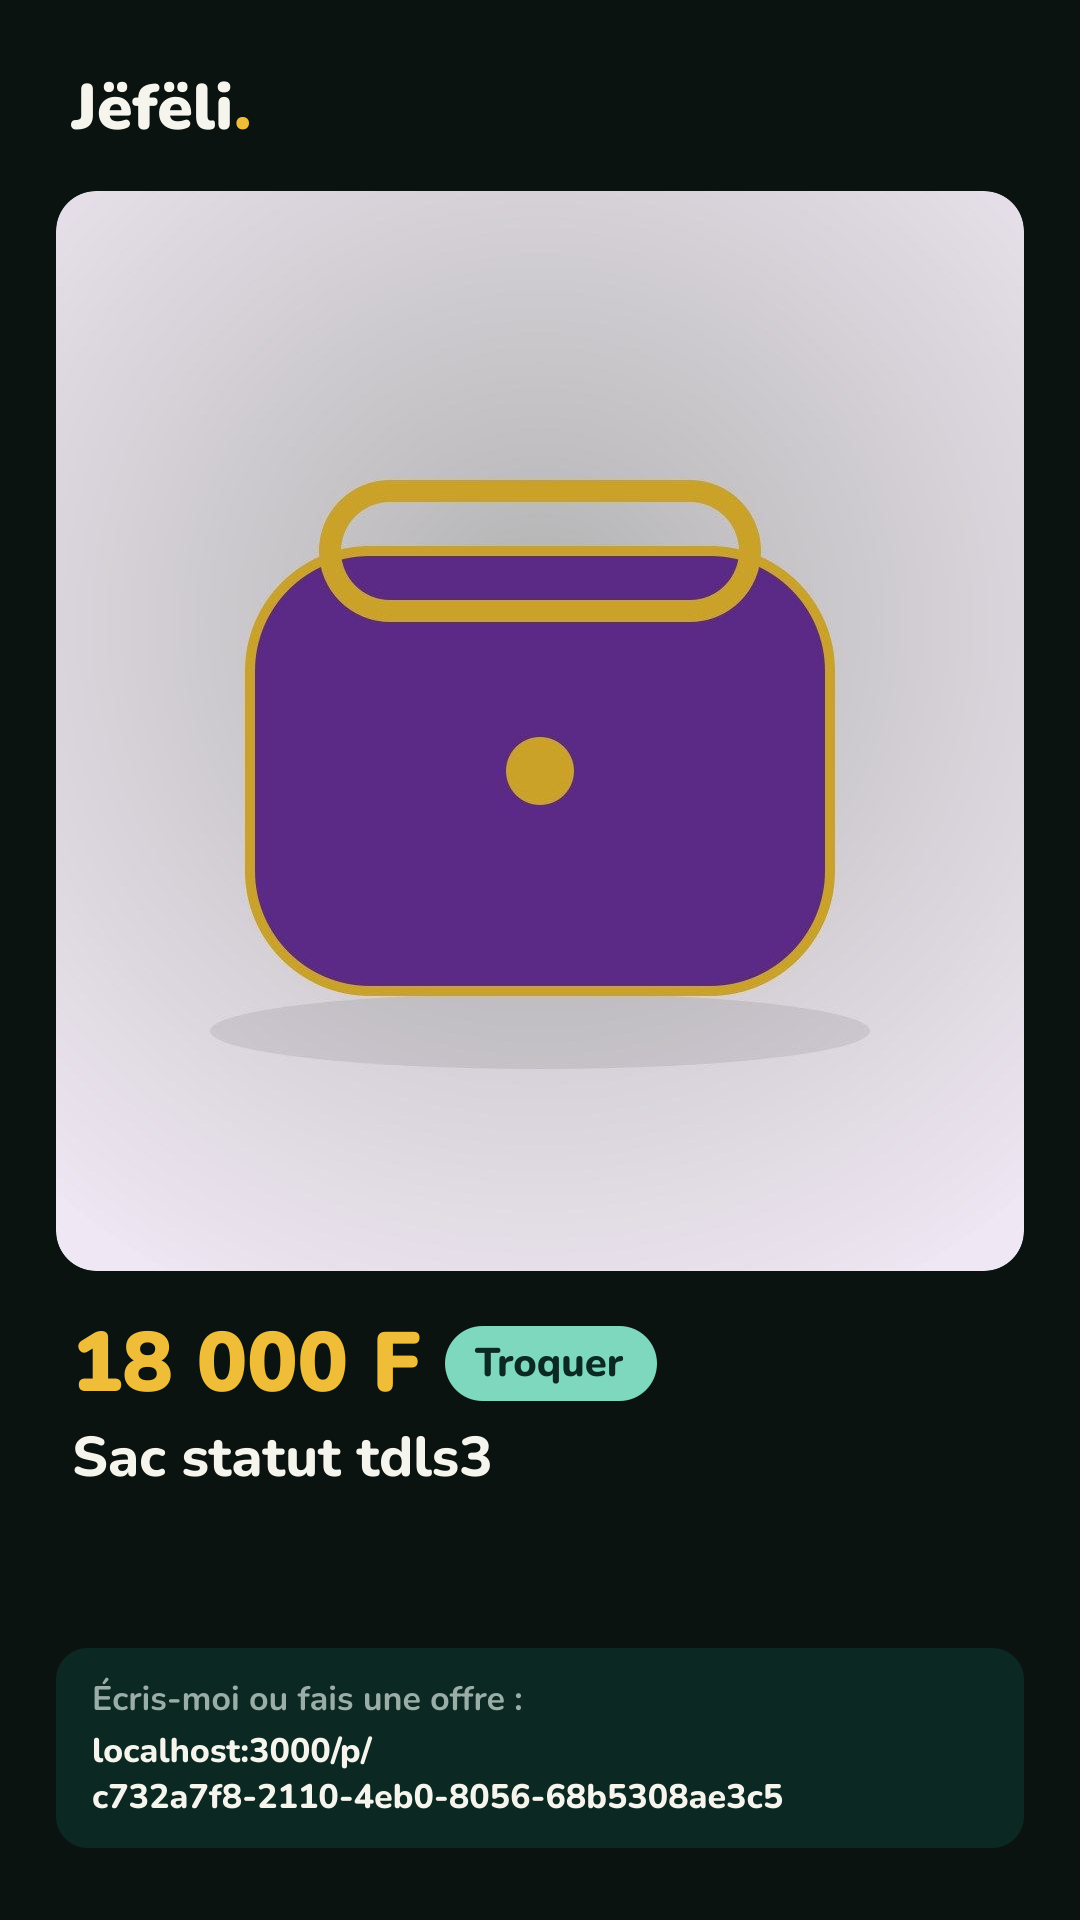 Jëfëli.
18 000 F Troquer
Sac statut tdls3
Écris-moi ou fais une offre :
localhost:3000/p/
c732a7f8-2110-4eb0-8056-68b5308ae3c5